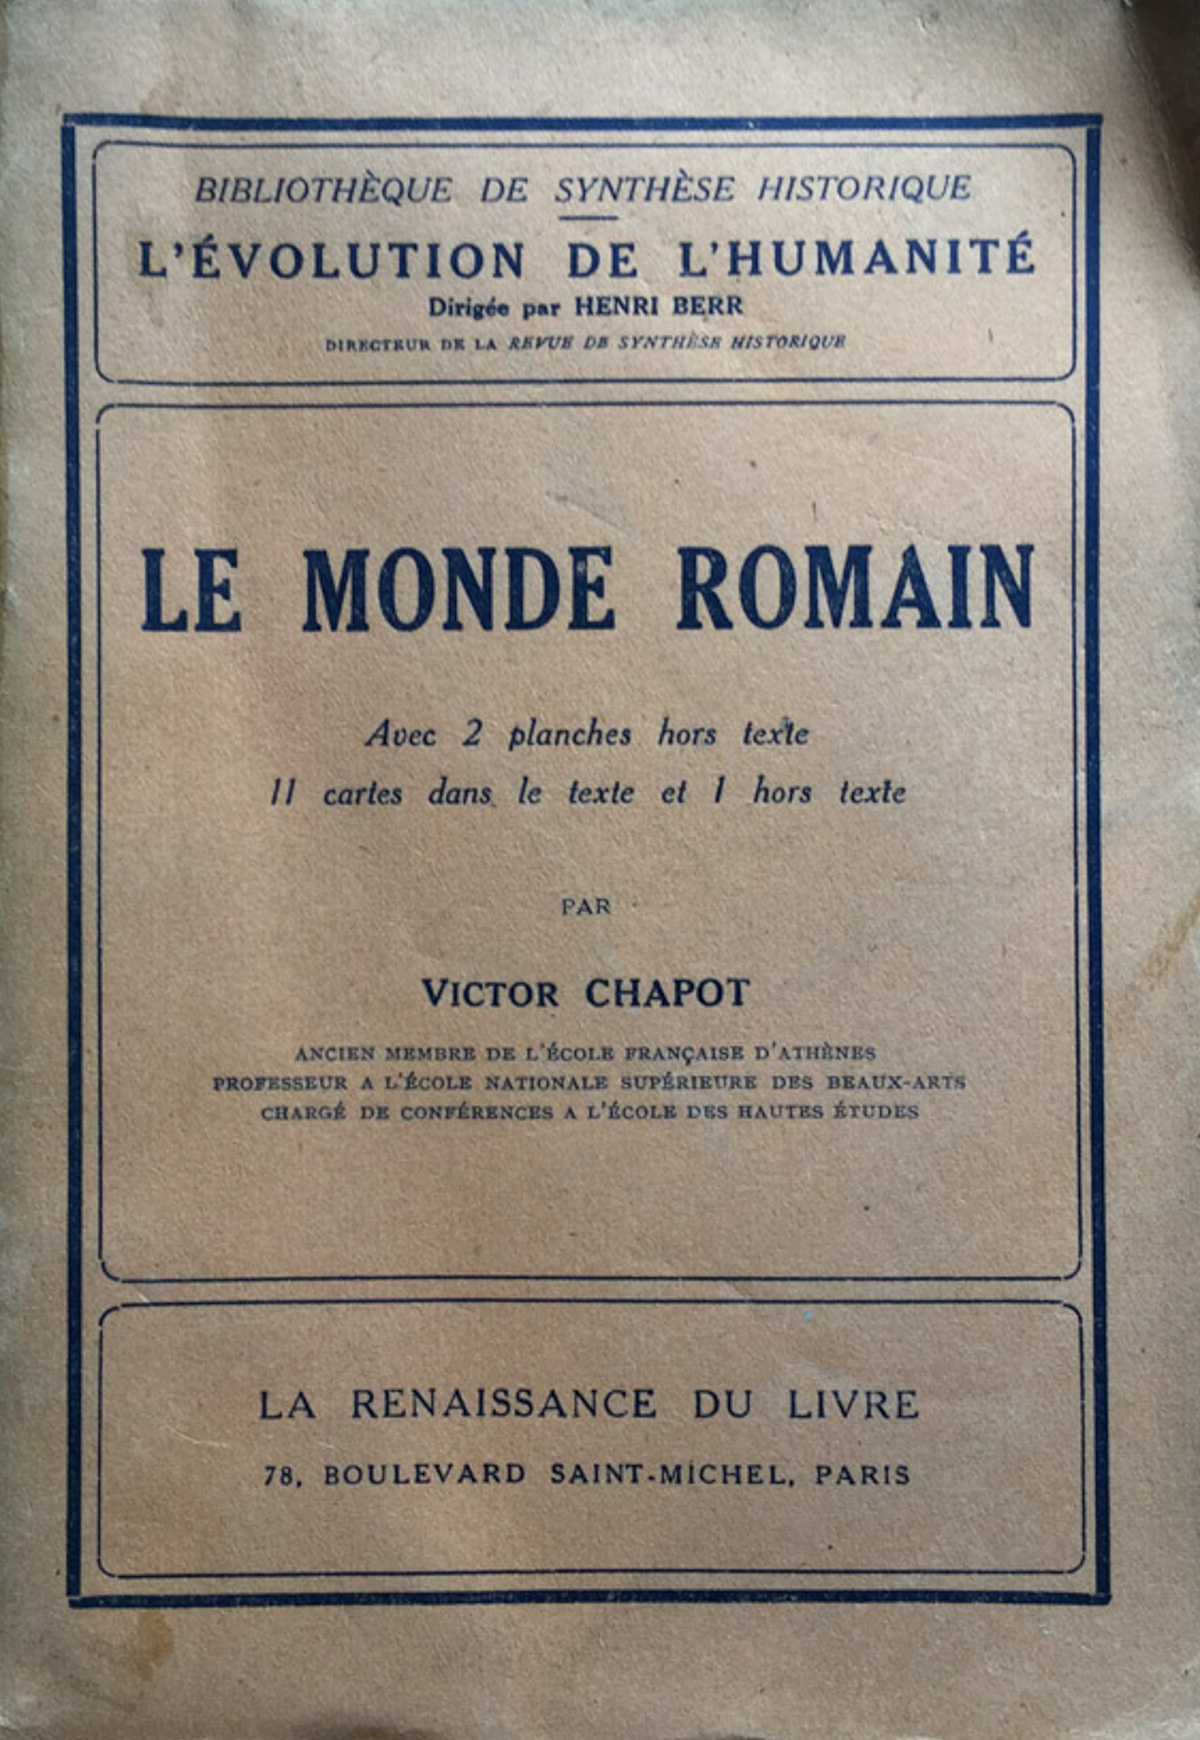 BIBLIOTHÈQUE DE SYNTHÈSE HISTORIQUE
L'ÉVOLUTION DE L'HUMANITÉ
Dirigée par HENRI BERR
DIRECTEUR DE LA REVUE DE SYNTHÈSE HISTORIQUE
LE MONDE ROMAIN
Avec 2 planches hors texte
11 cartes dans le texte et 1 hors texte
PAR
VICTOR CHAPOT
ANCIEN MEMBRE DE L'ÉCOLE FRANÇAISE D'ATHÈNES
PROFESSEUR A L'ÉCOLE NATIONALE SUPÉRIEURE DES BEAUX-ARTS
CHARGÉ DE CONFÉRENCES A L'ÉCOLE DES HAUTES ÉTUDES
LA RENAISSANCE DU LIVRE
78, BOULEVARD SAINT-MICHEL, PARIS